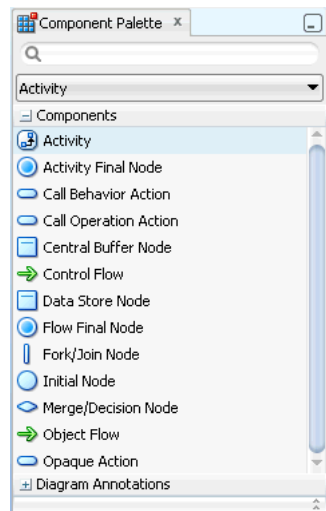 Component Palette
Activity
Components
Activity
Activity Final Node
Call Behavior Action
Call Operation Action
Central Buffer Node
Control Flow
Data Store Node
Flow Final Node
Fork/Join Node
Initial Node
Merge/Decision Node
Object Flow
Opaque Action
Diagram Annotations